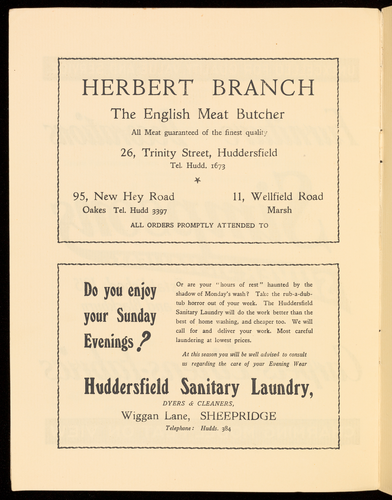 HERBERT BRANCH
The English Meat Butcher
All Meat guaranteed of the finest quality
26, Trinity Street, Huddersfield
Tel. Hudd. 1673
*
95, New Hey Road 11, Wellfield Road
Oakes Tel. Hudd 3397 Marsh
ALL ORDERS PROMPTLY ATTENDED TO
Do you enjoy
your Sunday
Evenings?
Or are your "hours of rest" haunted by the
shadow of Monday's wash? Take the rub-a-dub-
tub horror out of your week. The Huddersfield
Sanitary Laundry will do the work better than the
best of home washing, and cheaper too. We will
call for and deliver your work. Most careful
laundering at lowest prices.
At this season you will be well advised to consult
us regarding the care of your Evening Wear
Huddersfield Sanitary Laundry,
DYERS & CLEANERS,
Wiggan Lane, SHEEPRIDGE
Telephone: Hudds. 384